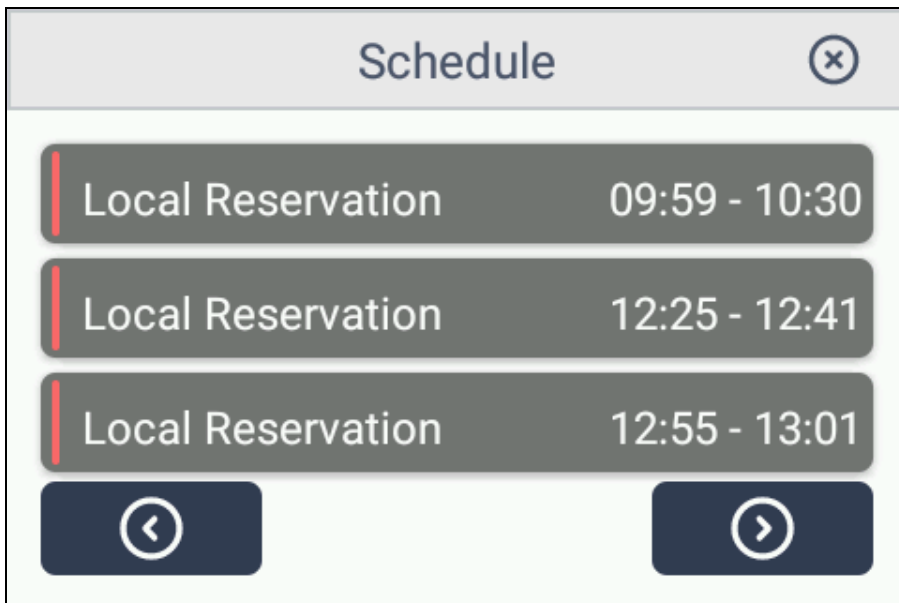 Schedule
Local Reservation 09:59 - 10:30
Local Reservation 12:25 - 12:41
Local Reservation 12:55 - 13:01